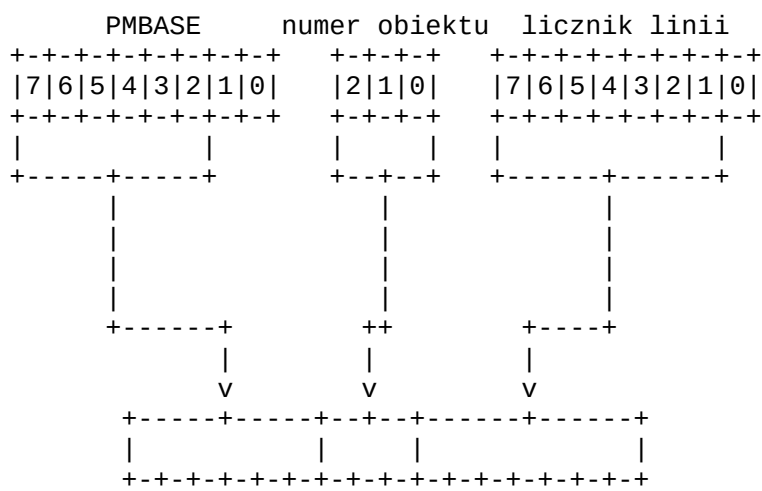 PMBASE numer obiektu licznik linii
+-+-+-+-+-+-+-+-+ +-+-+-+ +-+-+-+-+-+-+-+-+
|7|6|5|4|3|2|1|0| |2|1|0| |7|6|5|4|3|2|1|0|
+-+-+-+-+-+-+-+-+ +-+-+-+ +-+-+-+-+-+-+-+-+
| | | | | |
+-----+-----+ +--+--+ +------+------+
| | |
| | |
| | |
| | |
+------+ ++ +----+
| | |
v v v
+-----+-----+--+--+------+------+
| | | |
+-+-+-+-+-+-+-+-+-+-+-+-+-+-+-+-+